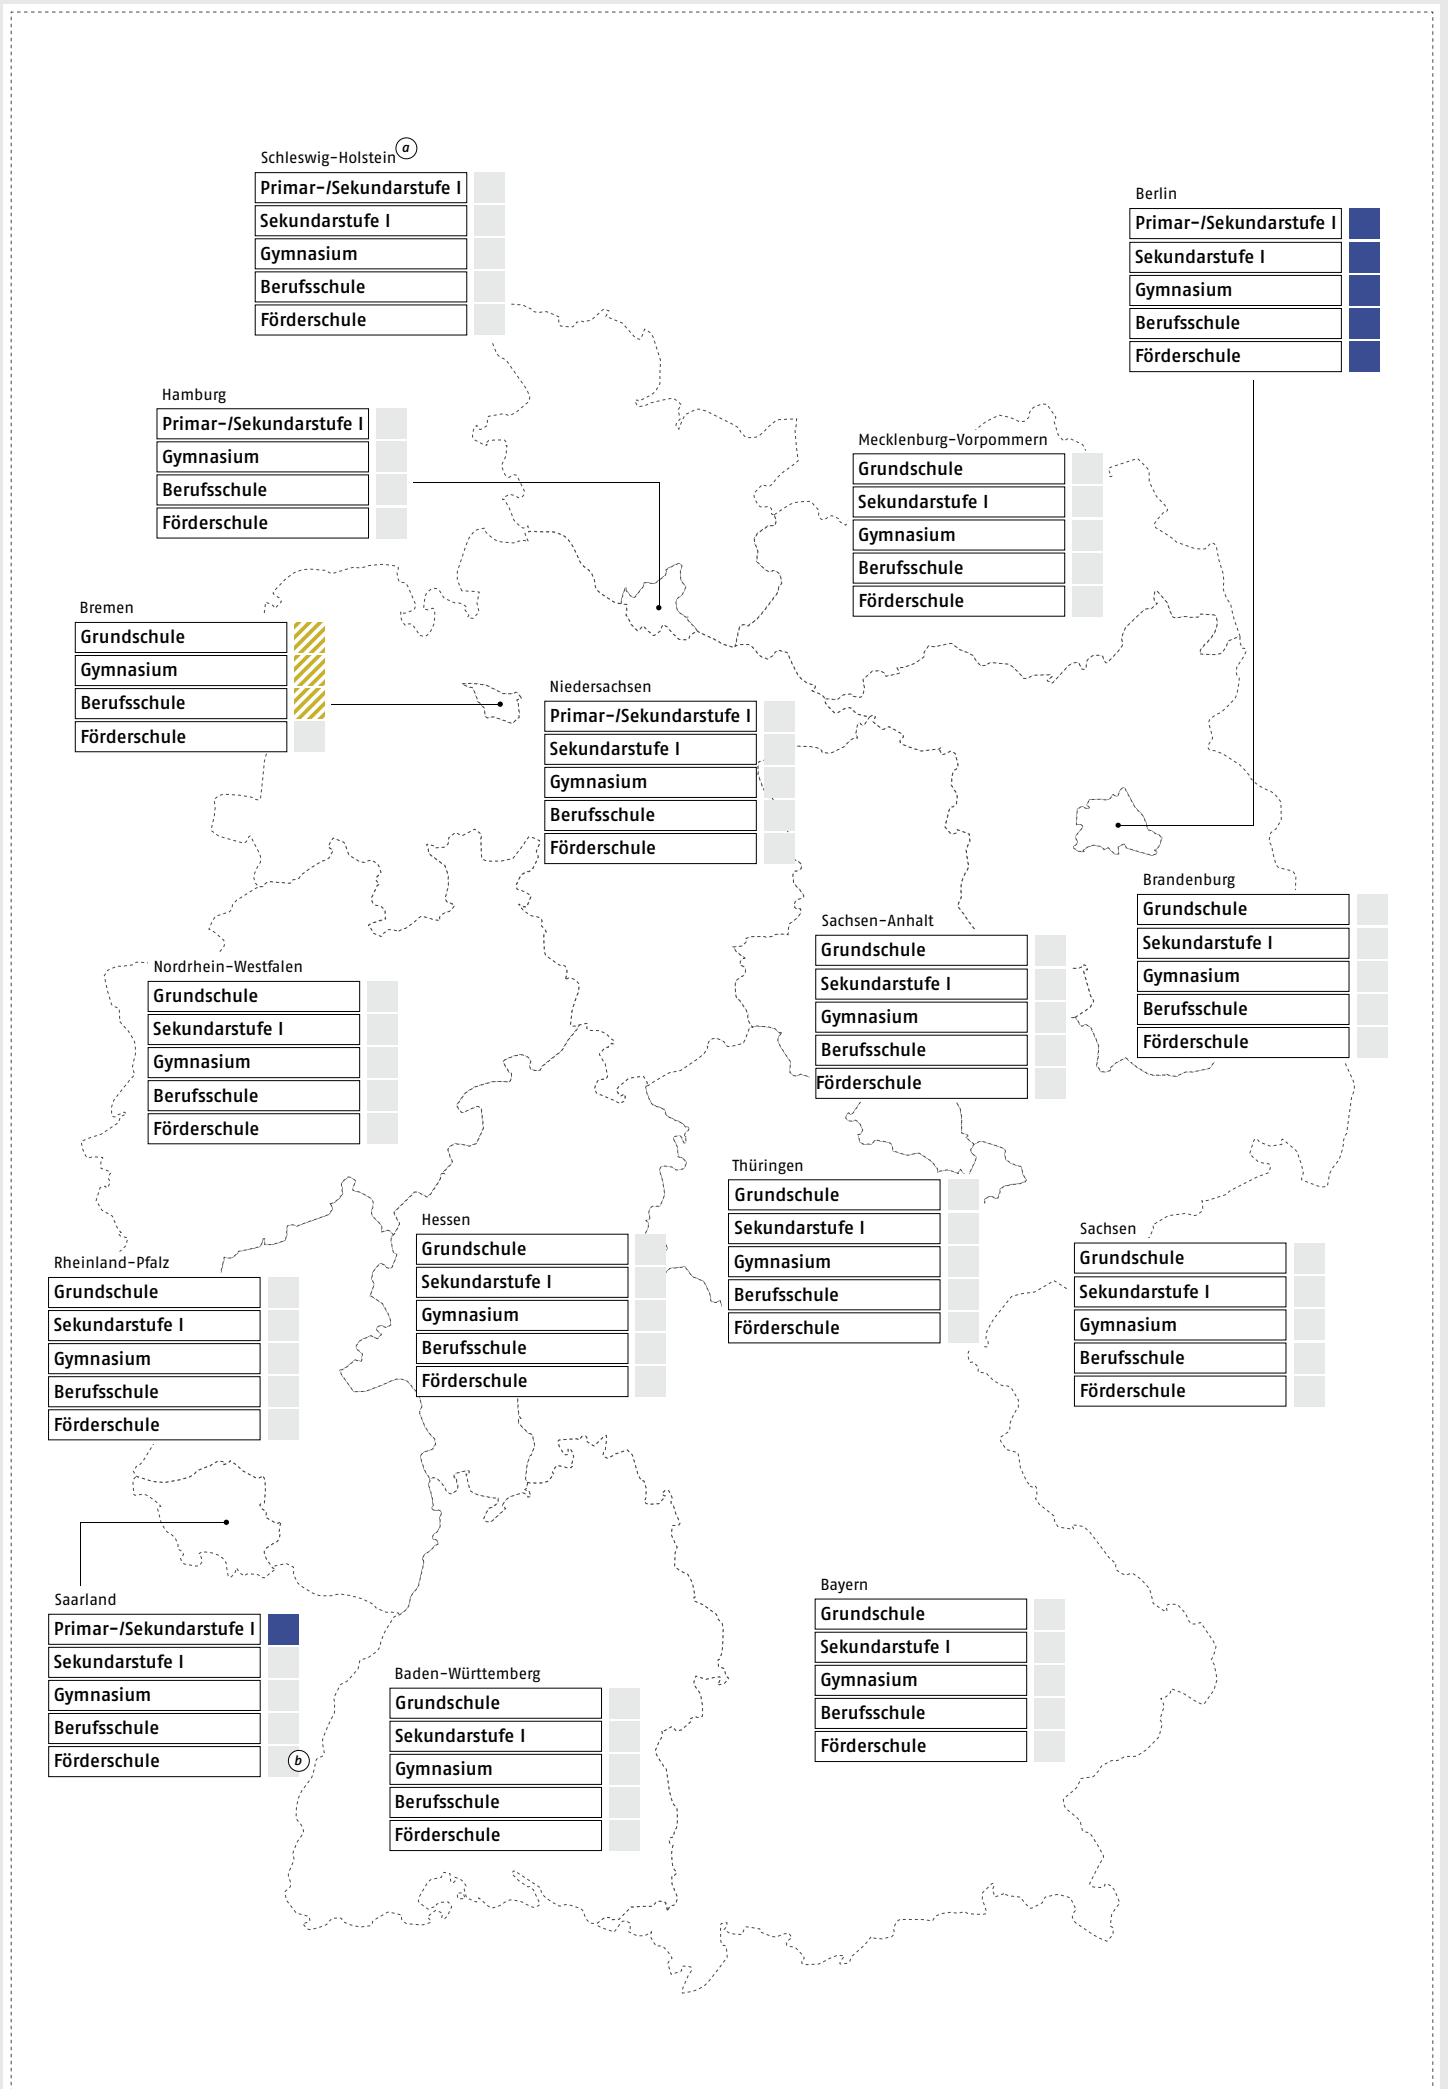 Schleswig-Holstein a
Primar-/Sekundarstufe I
Sekundarstufe I
Gymnasium
Berufsschule
Förderschule
Berlin
Primar-/Sekundarstufe I
Sekundarstufe I
Gymnasium
Berufsschule
Förderschule
Hamburg
Primar-/Sekundarstufe I
Gymnasium
Berufsschule
Förderschule
Mecklenburg-Vorpommern
Grundschule
Sekundarstufe I
Gymnasium
Berufsschule
Förderschule
Bremen
Grundschule
Gymnasium
Berufsschule
Förderschule
Niedersachsen
Primar-/Sekundarstufe I
Sekundarstufe I
Gymnasium
Berufsschule
Förderschule
Brandenburg
Grundschule
Sekundarstufe I
Gymnasium
Berufsschule
Förderschule
Sachsen-Anhalt
Grundschule
Sekundarstufe I
Gymnasium
Berufsschule
Förderschule
Nordrhein-Westfalen
Grundschule
Sekundarstufe I
Gymnasium
Berufsschule
Förderschule
Thüringen
Grundschule
Sekundarstufe I
Gymnasium
Berufsschule
Förderschule
Hessen
Grundschule
Sekundarstufe I
Gymnasium
Berufsschule
Förderschule
Sachsen
Grundschule
Sekundarstufe I
Gymnasium
Berufsschule
Förderschule
Rheinland-Pfalz
Grundschule
Sekundarstufe I
Gymnasium
Berufsschule
Förderschule
Bayern
Grundschule
Sekundarstufe I
Gymnasium
Berufsschule
Förderschule
Saarland
Primar-/Sekundarstufe I
Sekundarstufe I
Gymnasium
Berufsschule
Förderschule b
Baden-Württemberg
Grundschule
Sekundarstufe I
Gymnasium
Berufsschule
Förderschule